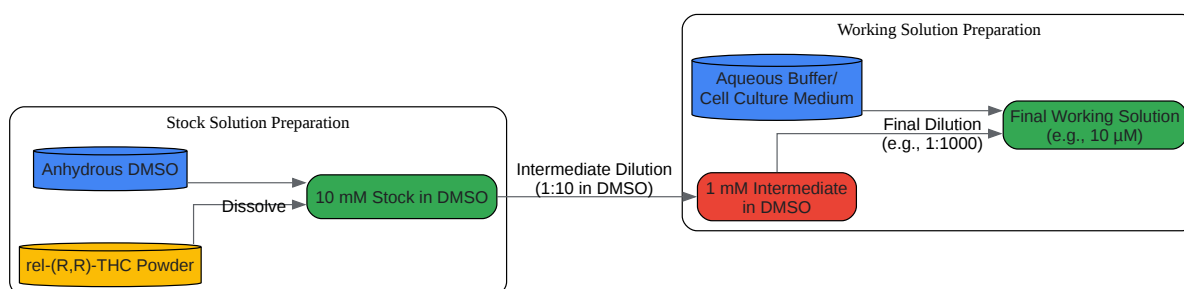 Working Solution Preparation
Aqueous Buffer/
Cell Culture Medium
Final Working Solution
(e.g., 10 µM)
Final Dilution
(e.g., 1:1000)
Stock Solution Preparation
Anhydrous DMSO
Intermediate Dilution
(1:10 in DMSO)
10 mM Stock in DMSO
1 mM Intermediate
in DMSO
Dissolve
rel-(R,R)-THC Powder